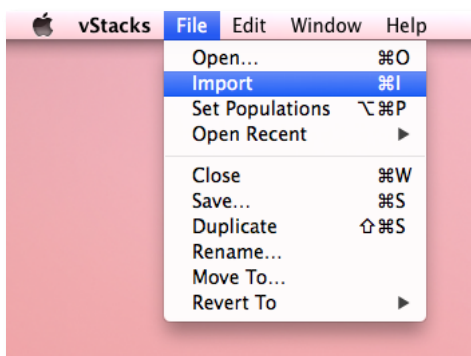 vStacks File Edit Window Help
Open... ⌘O
Import ⌘I
Set Populations ⌥⌘P
Open Recent ▶
Close ⌘W
Save... ⌘S
Duplicate ⇧⌘S
Rename...
Move To...
Revert To ▶